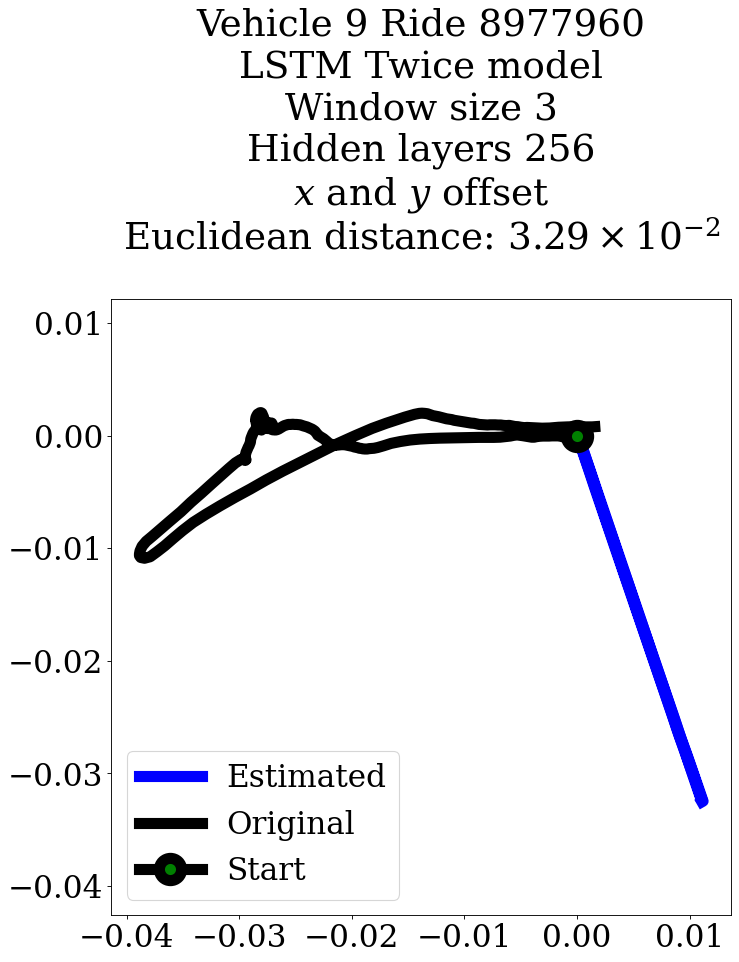 Vehicle 9 Ride 8977960
LSTM Twice model
Window size 3
Hidden layers 256
x and y offset
Euclidean distance: 3.29 × 10⁻²
0.01
0.00
−0.01
−0.02
−0.03
−0.04
Estimated
Original
Start
−0.04 −0.03 −0.02 −0.01 0.00 0.01